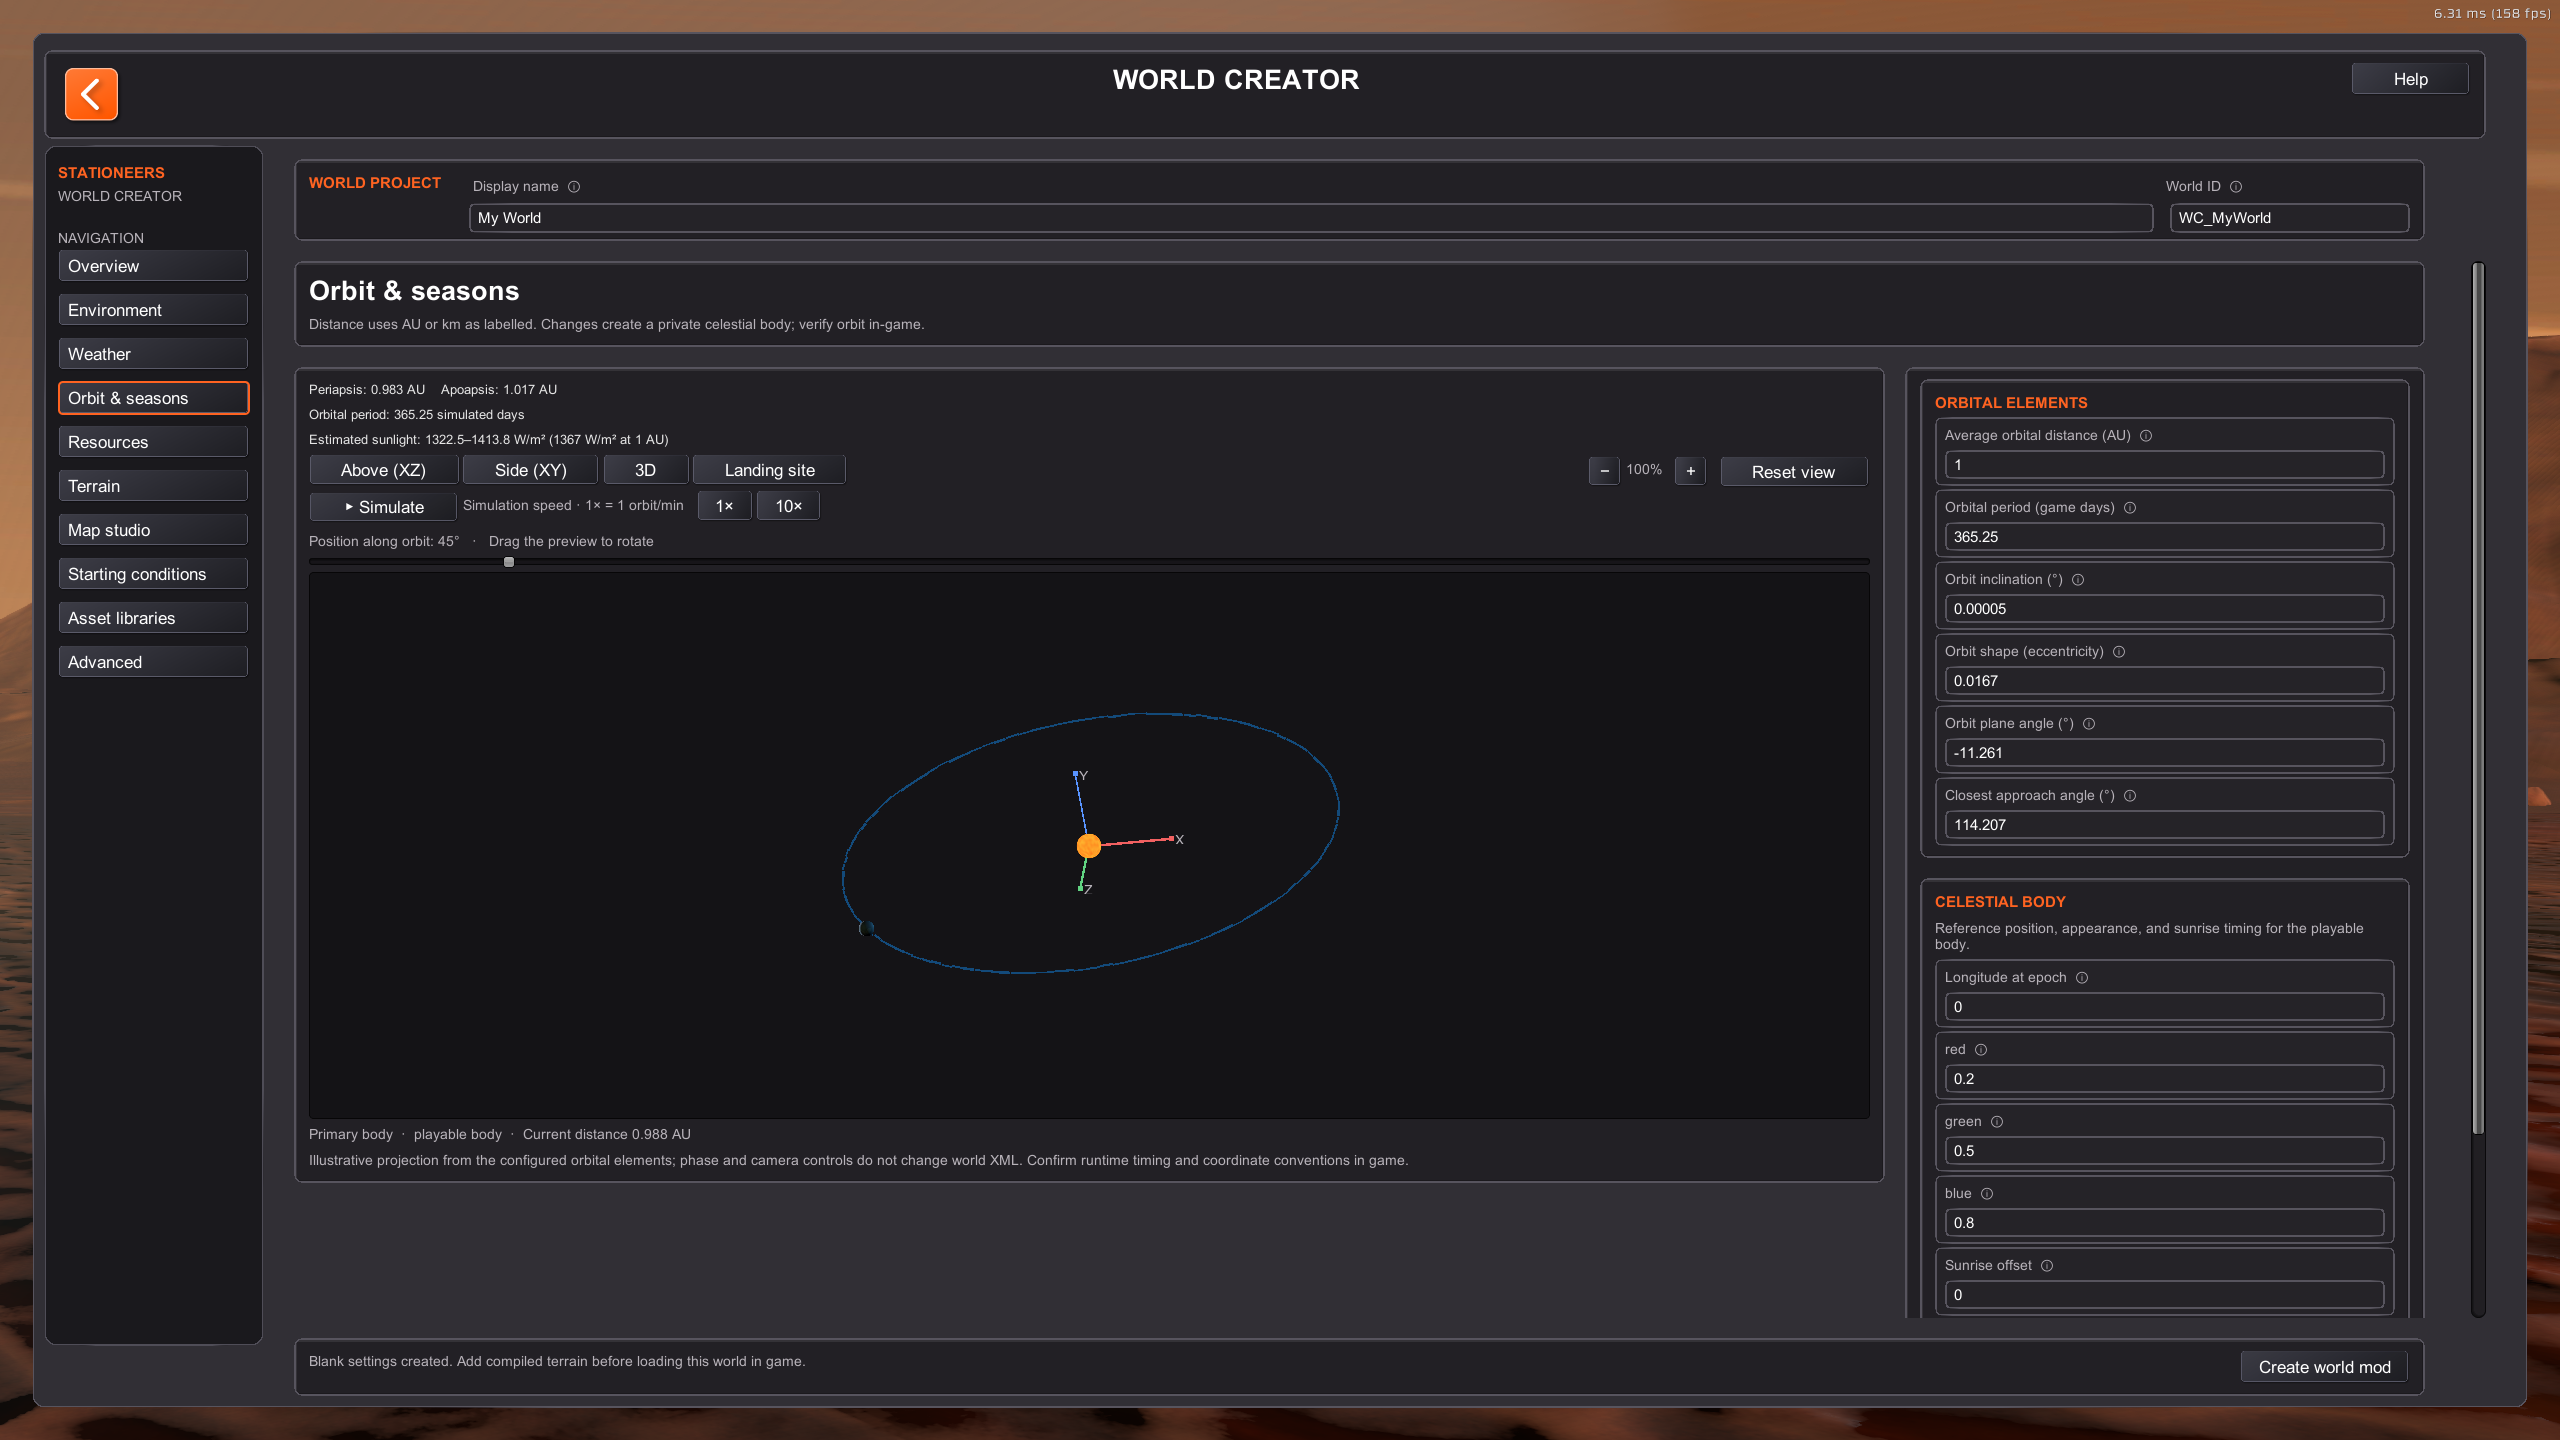 6.31 ms (158 fps)
WORLD CREATOR
Help
STATIONEERS
WORLD CREATOR
NAVIGATION
Overview
Environment
Weather
Orbit & seasons
Resources
Terrain
Map studio
Starting conditions
Asset libraries
Advanced
WORLD PROJECT
Display name
My World
World ID
WC_MyWorld
Orbit & seasons
Distance uses AU or km as labelled. Changes create a private celestial body; verify orbit in-game.
Periapsis: 0.983 AU Apoapsis: 1.017 AU
Orbital period: 365.25 simulated days
Estimated sunlight: 1322.5–1413.8 W/m² (1367 W/m² at 1 AU)
Above (XZ) Side (XY) 3D Landing site
− 100% + Reset view
Simulate Simulation speed · 1× = 1 orbit/min 1× 10×
Position along orbit: 45° · Drag the preview to rotate
Y
X
Z
Primary body · playable body · Current distance 0.988 AU
Illustrative projection from the configured orbital elements; phase and camera controls do not change world XML. Confirm runtime timing and coordinate conventions in game.
ORBITAL ELEMENTS
Average orbital distance (AU)
1
Orbital period (game days)
365.25
Orbit inclination (°)
0.00005
Orbit shape (eccentricity)
0.0167
Orbit plane angle (°)
-11.261
Closest approach angle (°)
114.207
CELESTIAL BODY
Reference position, appearance, and sunrise timing for the playable
body.
Longitude at epoch
0
red
0.2
green
0.5
blue
0.8
Sunrise offset
0
Blank settings created. Add compiled terrain before loading this world in game.
Create world mod